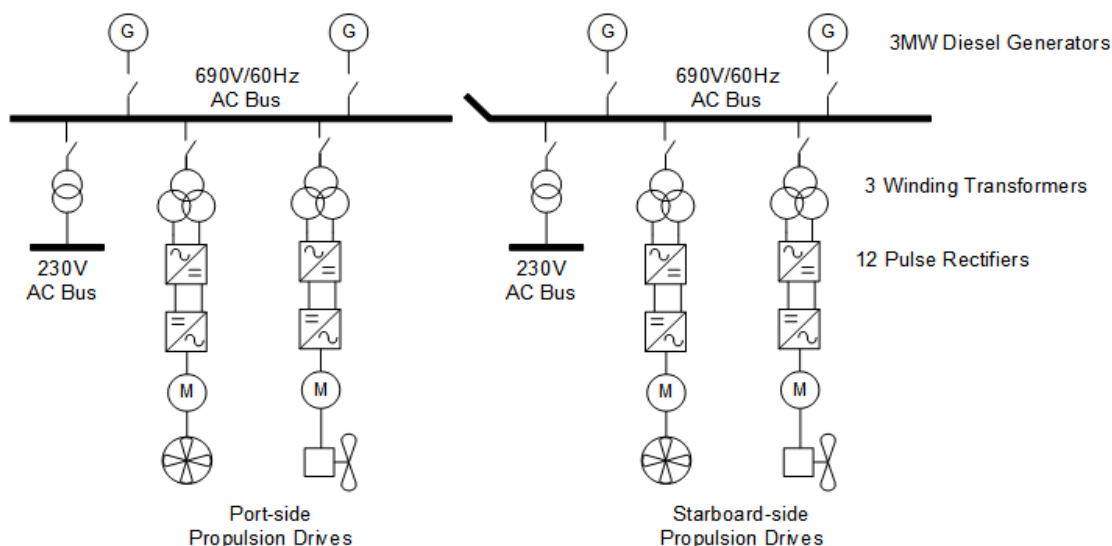 G
G
G
G
3MW Diesel Generators
690V/60Hz
AC Bus
690V/60Hz
AC Bus
3 Winding Transformers
12 Pulse Rectifiers
230V
AC Bus
230V
AC Bus
M
M
M
M
Port-side
Propulsion Drives
Starboard-side
Propulsion Drives